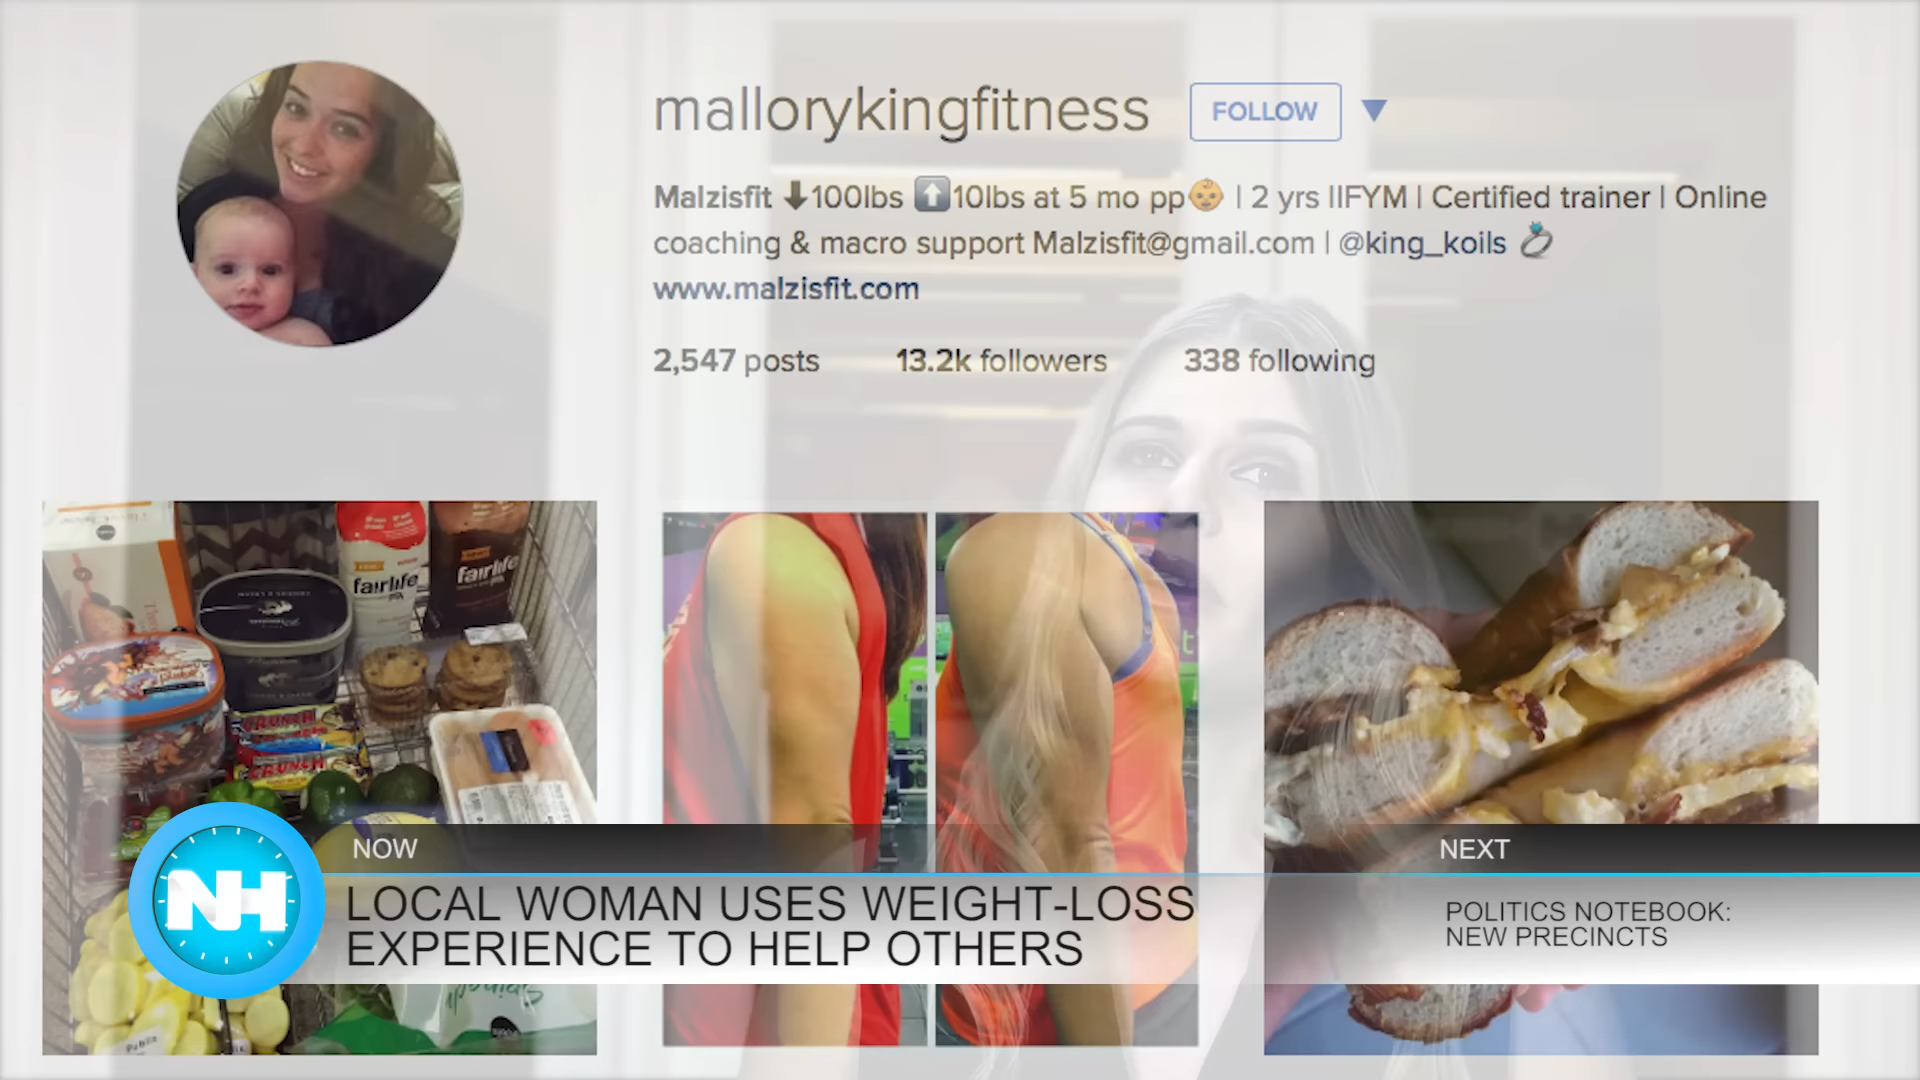 mallorykingfitness FOLLOW
Malzisfit ⬇100lbs ⬆10lbs at 5 mo pp👶 | 2 yrs IIFYM | Certified trainer | Online
coaching & macro support Malzisfit@gmail.com | @king_koils 💍
www.malzisfit.com
2,547 posts 13.2k followers 338 following
fairlife
fairlife
CRUNCH
CRUNCH
NOW
NEXT
NH
LOCAL WOMAN USES WEIGHT-LOSS
EXPERIENCE TO HELP OTHERS
POLITICS NOTEBOOK:
NEW PRECINCTS
Publix